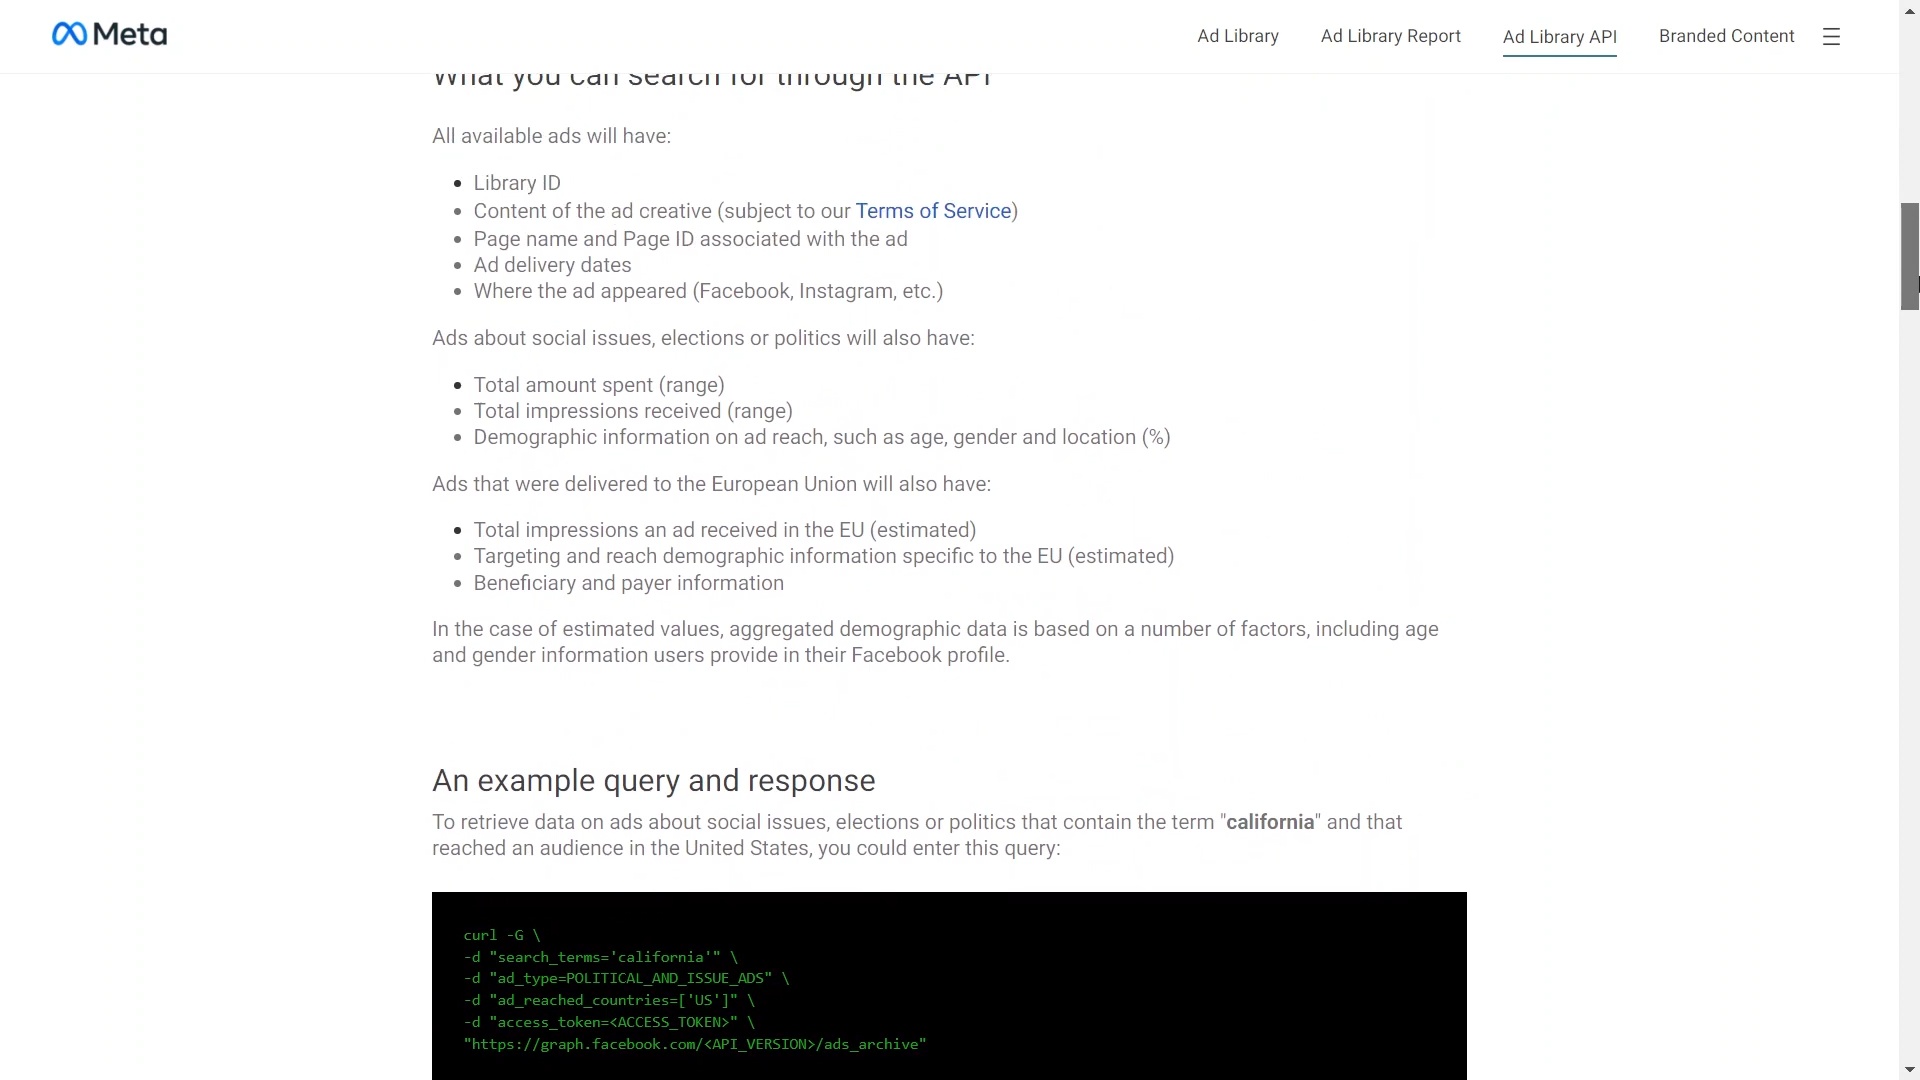 Meta
Ad Library
Ad Library Report
Ad Library API
Branded Content
What you can search for through the API
All available ads will have:
Library ID
Content of the ad creative (subject to our Terms of Service)
Page name and Page ID associated with the ad
Ad delivery dates
Where the ad appeared (Facebook, Instagram, etc.)
Ads about social issues, elections or politics will also have:
Total amount spent (range)
Total impressions received (range)
Demographic information on ad reach, such as age, gender and location (%)
Ads that were delivered to the European Union will also have:
Total impressions an ad received in the EU (estimated)
Targeting and reach demographic information specific to the EU (estimated)
Beneficiary and payer information
In the case of estimated values, aggregated demographic data is based on a number of factors, including age
and gender information users provide in their Facebook profile.
An example query and response
To retrieve data on ads about social issues, elections or politics that contain the term "california" and that
reached an audience in the United States, you could enter this query:
curl -G \
-d "search_terms='california'" \
-d "ad_type=POLITICAL_AND_ISSUE_ADS" \
-d "ad_reached_countries=['US']" \
-d "access_token=<ACCESS_TOKEN>" \
"https://graph.facebook.com/<API_VERSION>/ads_archive"